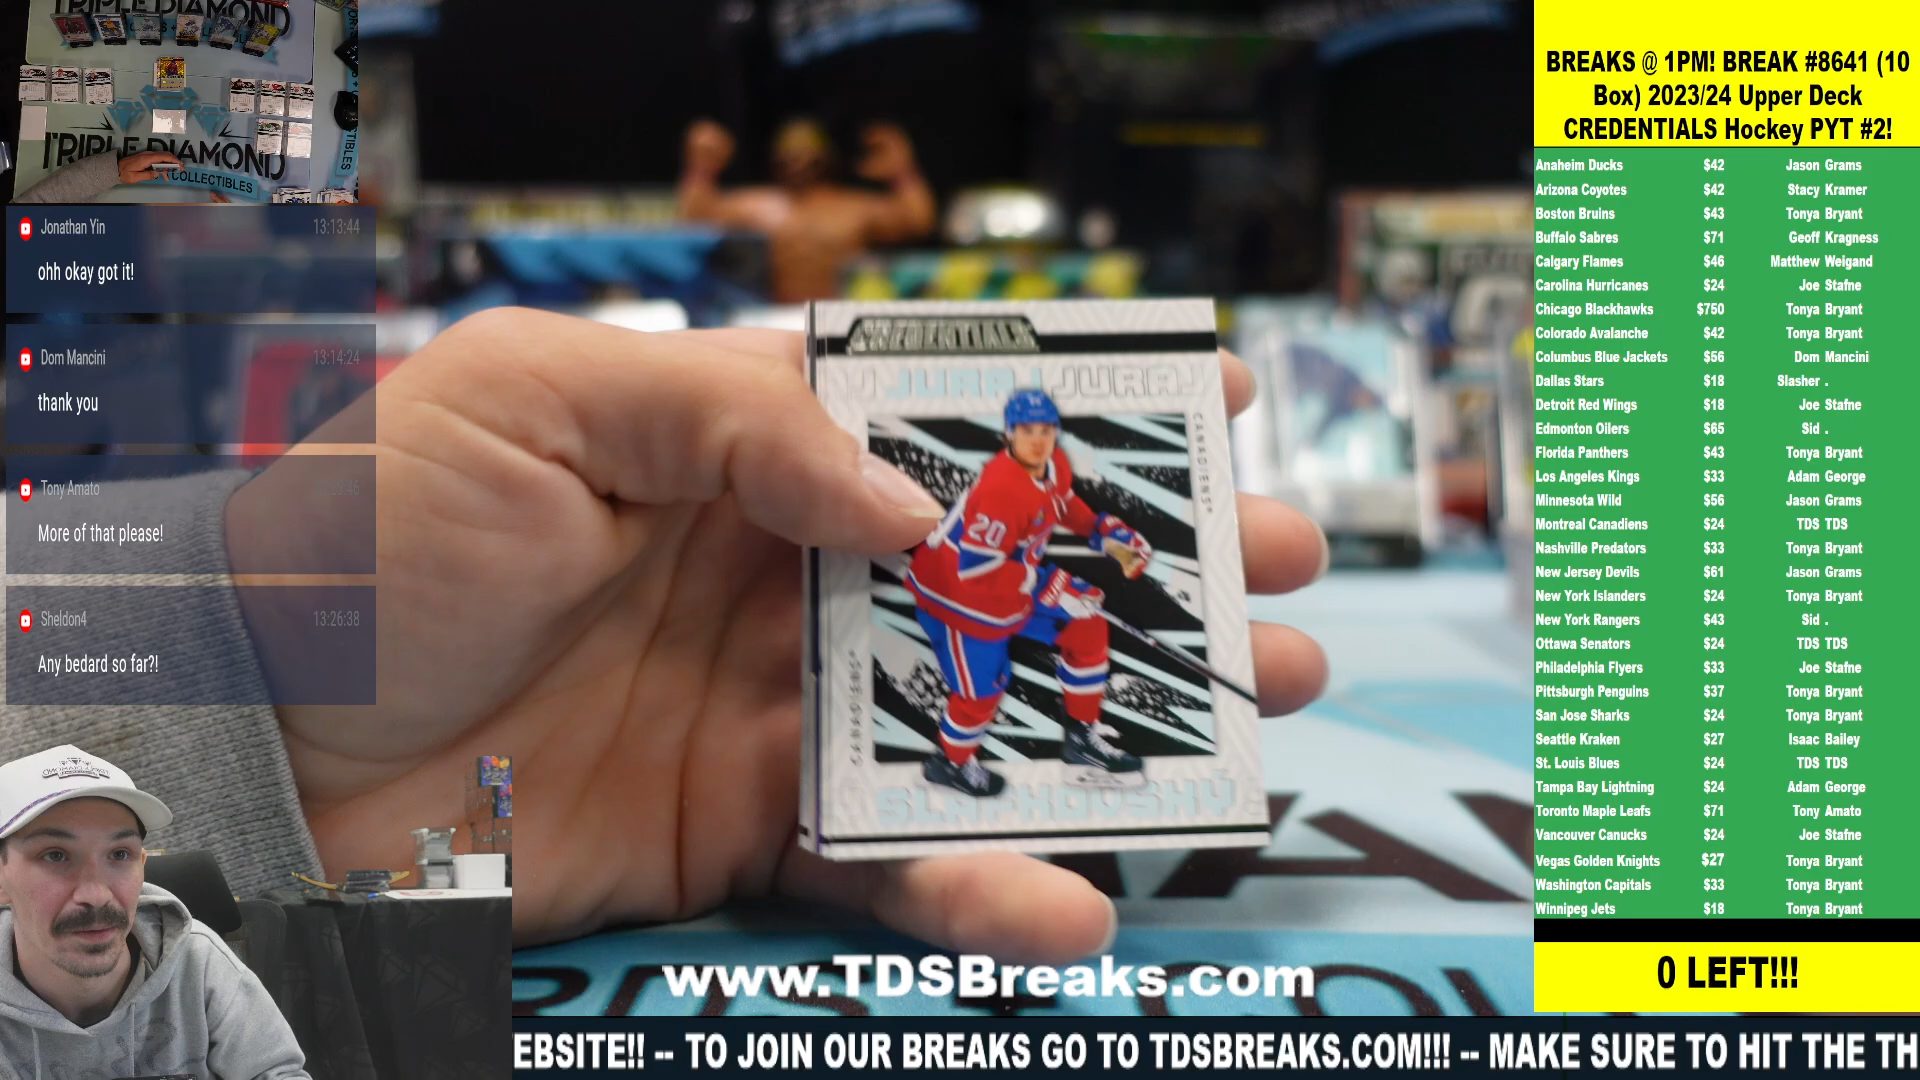 TRIPLE DIAMOND
TRIPLE DIAMOND
COLLECTIBLES
Jonathan Yin 13:13:44
ohh okay got it!
Dom Mancini 13:14:24
thank you
Tony Amato
More of that please!
Sheldon4 13:26:38
Any bedard so far?!
CREDENTIALS
JURAJ JURAJ
CANADIENS
20
CANADIENS
SLAFKOVSKÝ
www.TDSBreaks.com
EBSITE!! -- TO JOIN OUR BREAKS GO TO TDSBREAKS.COM!!! -- MAKE SURE TO HIT THE TH
BREAKS @ 1PM! BREAK #8641 (10
Box) 2023/24 Upper Deck
CREDENTIALS Hockey PYT #2!
Anaheim Ducks $42 Jason Grams
Arizona Coyotes $42 Stacy Kramer
Boston Bruins $43 Tonya Bryant
Buffalo Sabres $71 Geoff Kragness
Calgary Flames $46 Matthew Weigand
Carolina Hurricanes $24 Joe Stafne
Chicago Blackhawks $750 Tonya Bryant
Colorado Avalanche $42 Tonya Bryant
Columbus Blue Jackets $56 Dom Mancini
Dallas Stars $18 Slasher .
Detroit Red Wings $18 Joe Stafne
Edmonton Oilers $65 Sid .
Florida Panthers $43 Tonya Bryant
Los Angeles Kings $33 Adam George
Minnesota Wild $56 Jason Grams
Montreal Canadiens $24 TDS TDS
Nashville Predators $33 Tonya Bryant
New Jersey Devils $61 Jason Grams
New York Islanders $24 Tonya Bryant
New York Rangers $43 Sid .
Ottawa Senators $24 TDS TDS
Philadelphia Flyers $33 Joe Stafne
Pittsburgh Penguins $37 Tonya Bryant
San Jose Sharks $24 Tonya Bryant
Seattle Kraken $27 Isaac Bailey
St. Louis Blues $24 TDS TDS
Tampa Bay Lightning $24 Adam George
Toronto Maple Leafs $71 Tony Amato
Vancouver Canucks $24 Joe Stafne
Vegas Golden Knights $27 Tonya Bryant
Washington Capitals $33 Tonya Bryant
Winnipeg Jets $18 Tonya Bryant
0 LEFT!!!